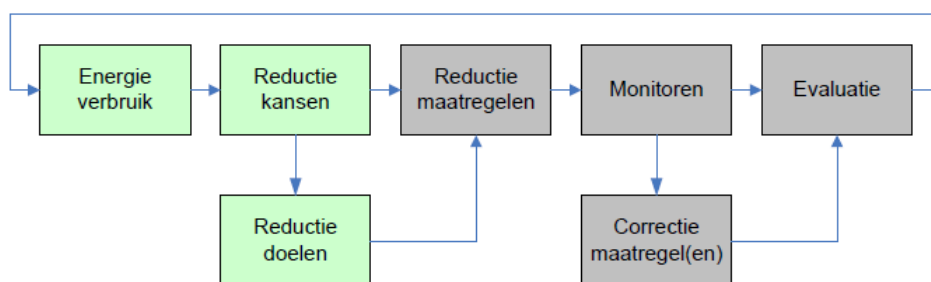 Energie
verbruik
Reductie
kansen
Reductie
maatregelen
Monitoren
Evaluatie
Reductie
doelen
Correctie
maatregel(en)